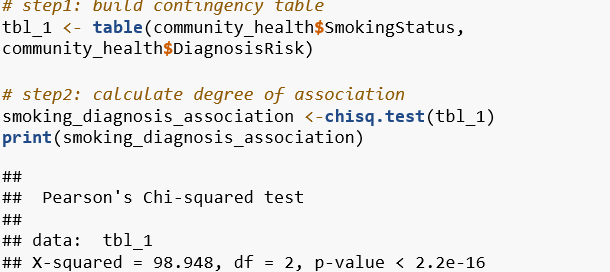 # step1: build contingency table
tbl_1 <- table(community_health$SmokingStatus,
community_health$DiagnosisRisk)
# step2: calculate degree of association
smoking_diagnosis_association <-chisq.test(tbl_1)
print(smoking_diagnosis_association)
##
##  Pearson's Chi-squared test
##
## data:  tbl_1
## X-squared = 98.948, df = 2, p-value < 2.2e-16